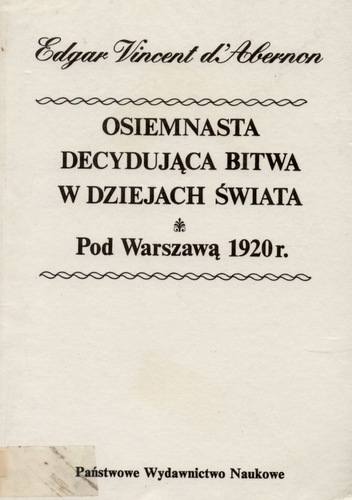 Edgar Vincent d'Abernon
OSIEMNASTA
DECYDUJĄCA BITWA
W DZIEJACH ŚWIATA
Pod Warszawą 1920 r.
Państwowe Wydawnictwo Naukowe